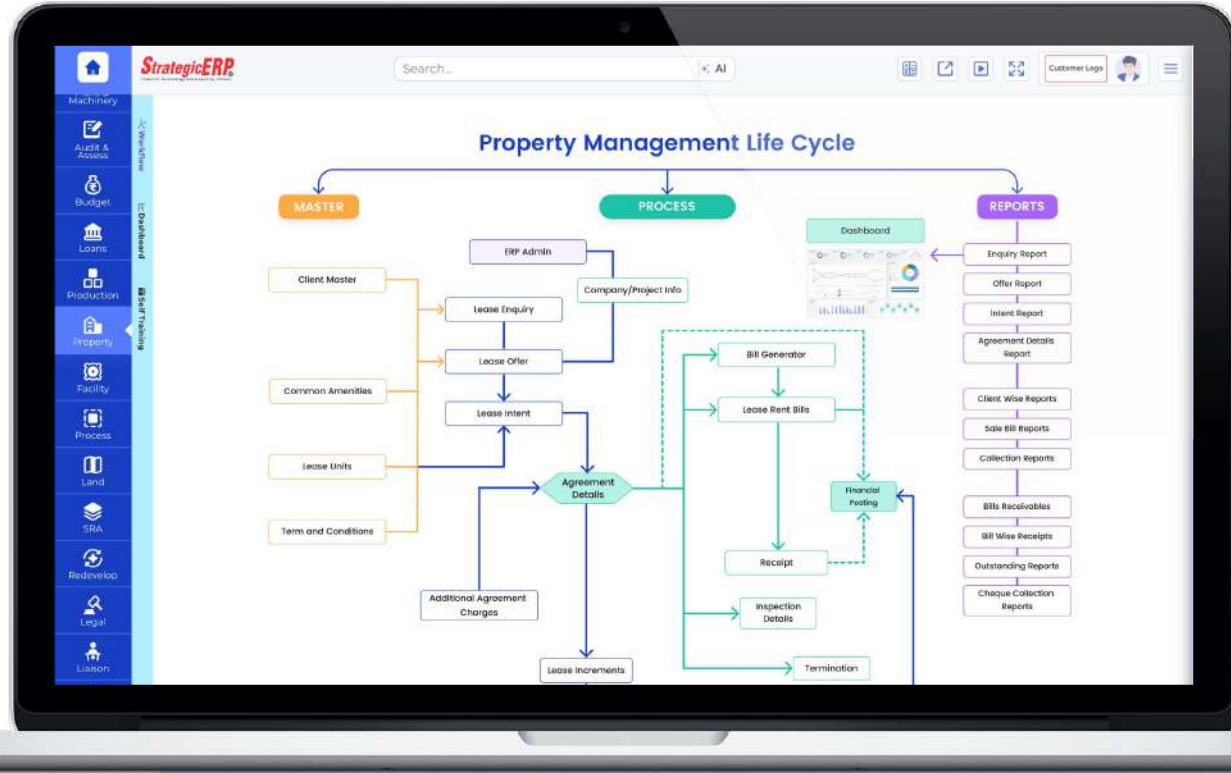 StrategicERP
Search...
AI
Customer Logo
Machinery
Audit &
Assess
Budget
Loans
Production
Property
Facility
Process
Land
SRA
Redevelop
Legal
Liaison
Workflow
Dashboard
Self Training
Property Management Life Cycle
MASTER
PROCESS
REPORTS
Client Master
Common Amenities
Lease Units
Term and Conditions
ERP Admin
Company/Project Info
Lease Enquiry
Lease Offer
Lease Intent
Agreement
Details
Additional Agreement
Charges
Lease Increments
Bill Generator
Lease Rent Bills
Financial
Posting
Receipt
Inspection
Details
Termination
Dashboard
Enquiry Report
Offer Report
Intent Report
Agreement Details
Report
Client Wise Reports
Sale Bill Reports
Collection Reports
Bills Receivables
Bill Wise Receipts
Outstanding Reports
Cheque Collection
Reports